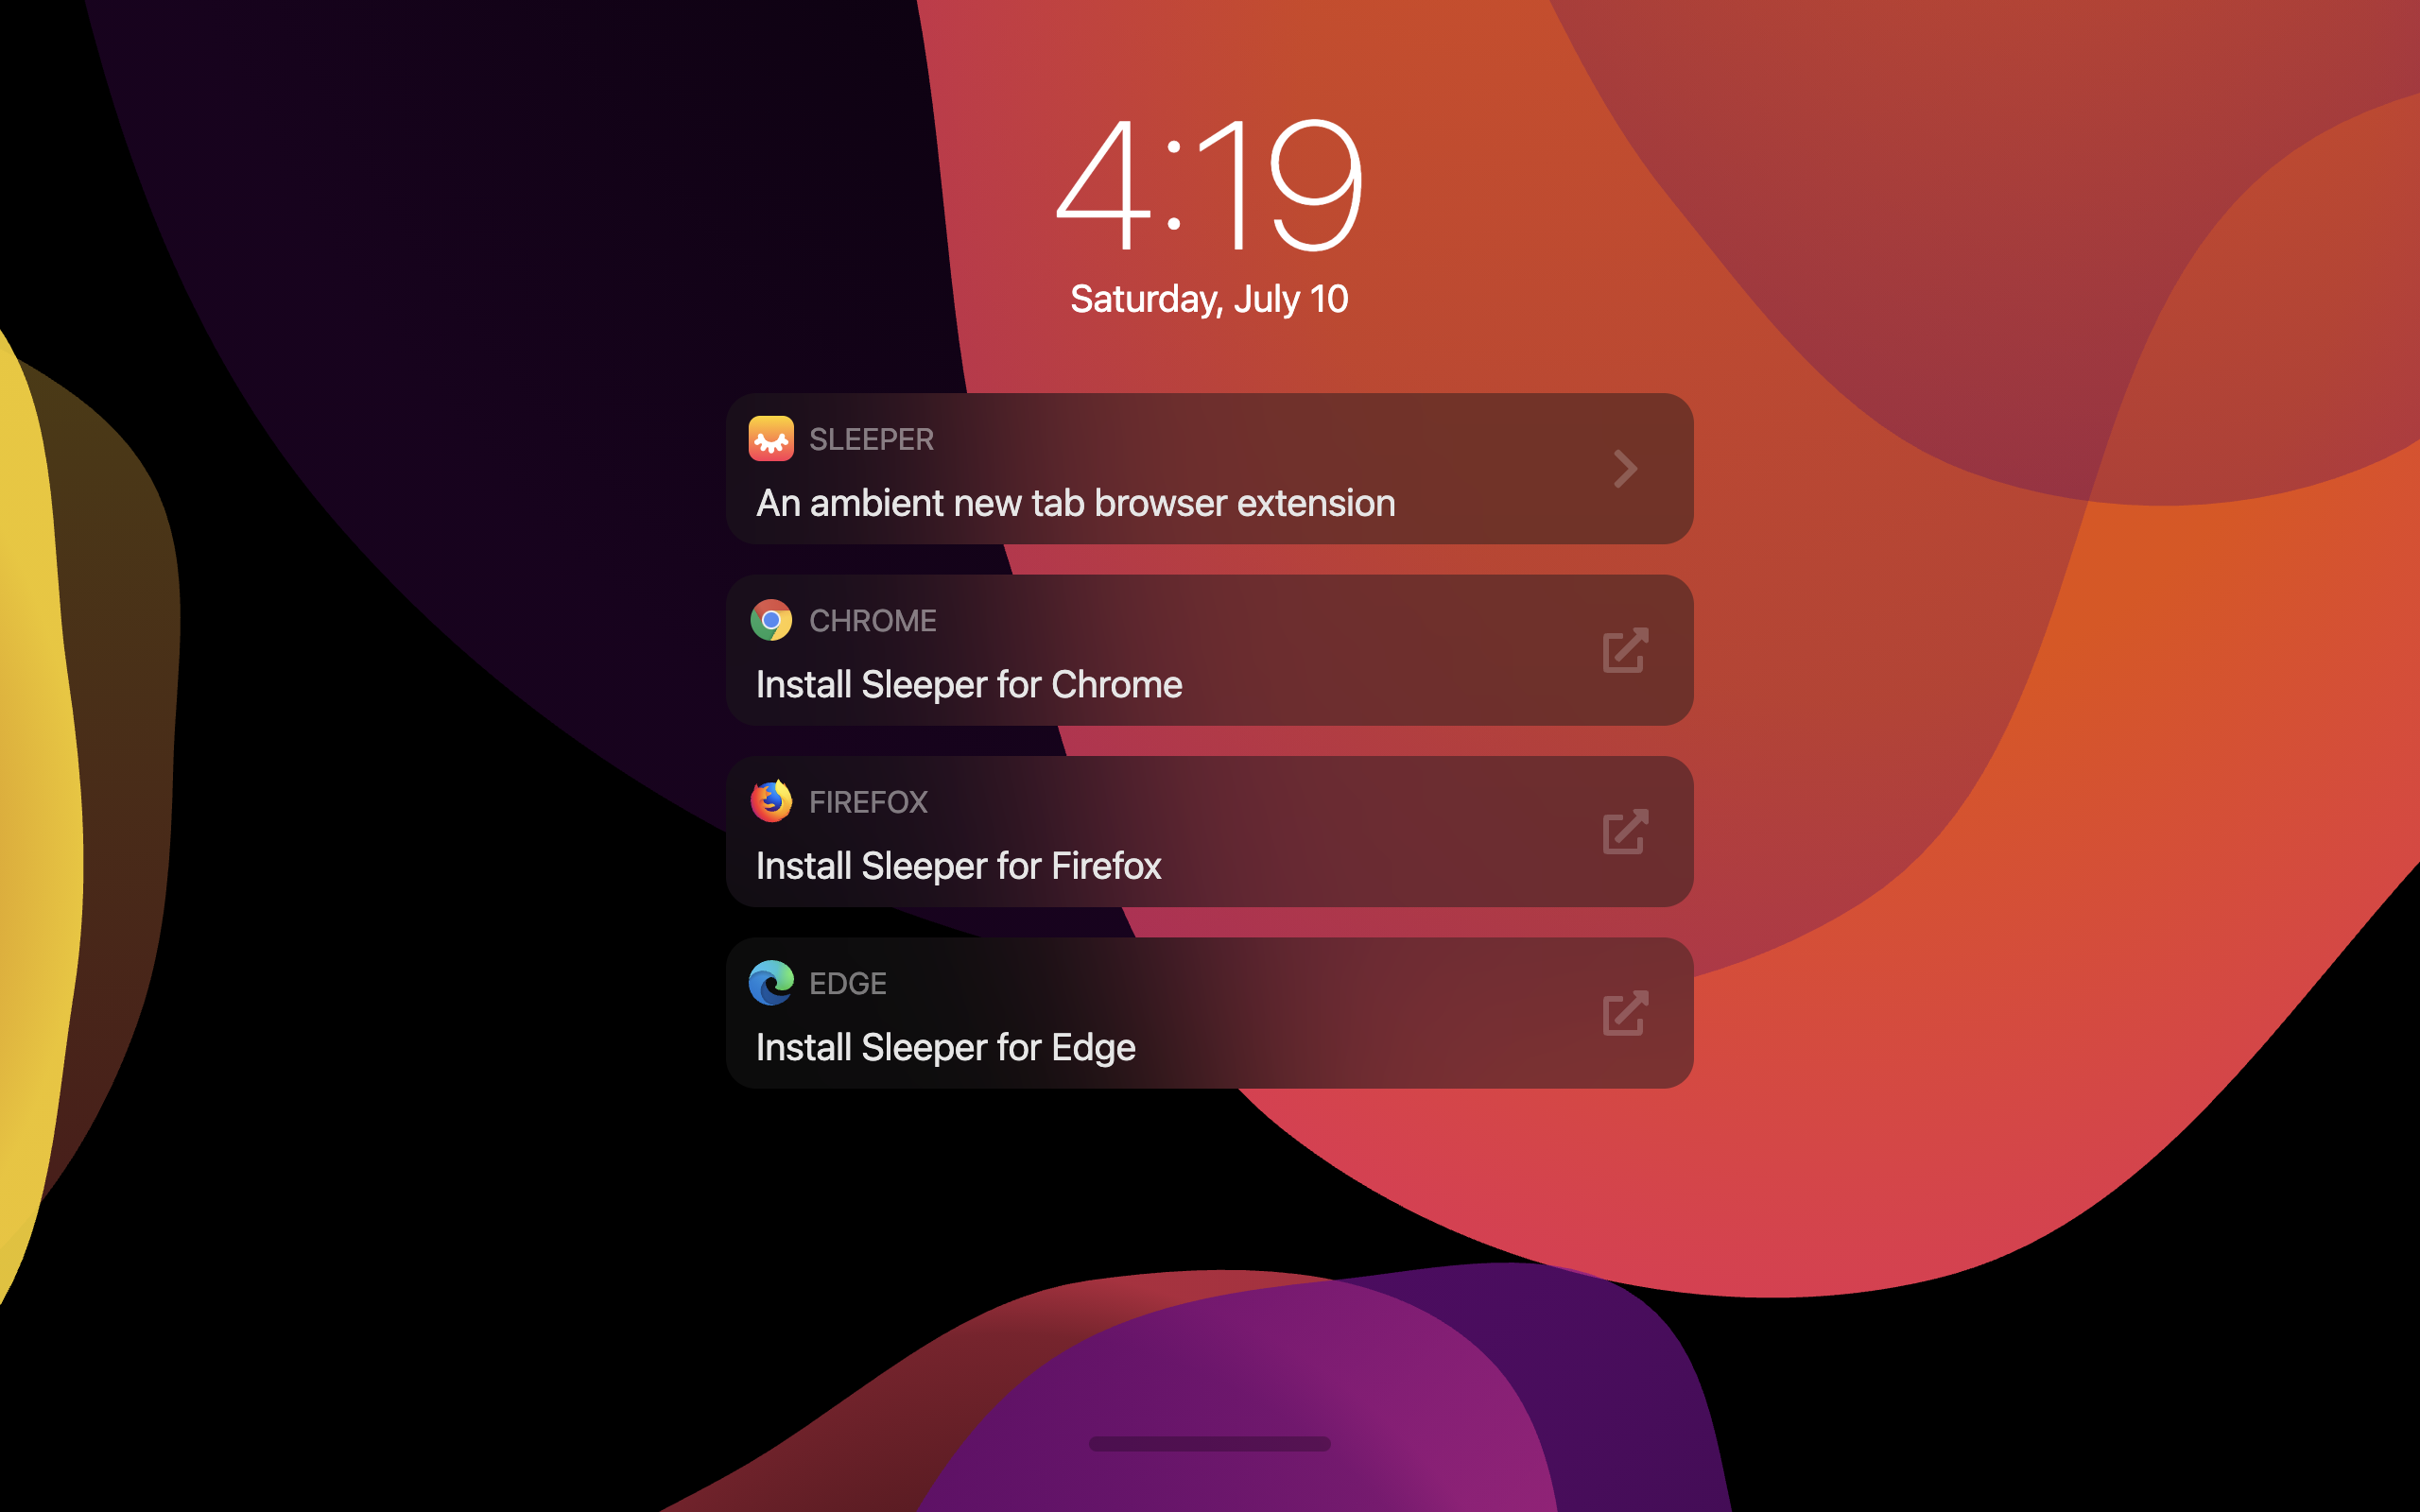 4:19
Saturday, July 10
SLEEPER
An ambient new tab browser extension
CHROME
Install Sleeper for Chrome
FIREFOX
Install Sleeper for Firefox
EDGE
Install Sleeper for Edge